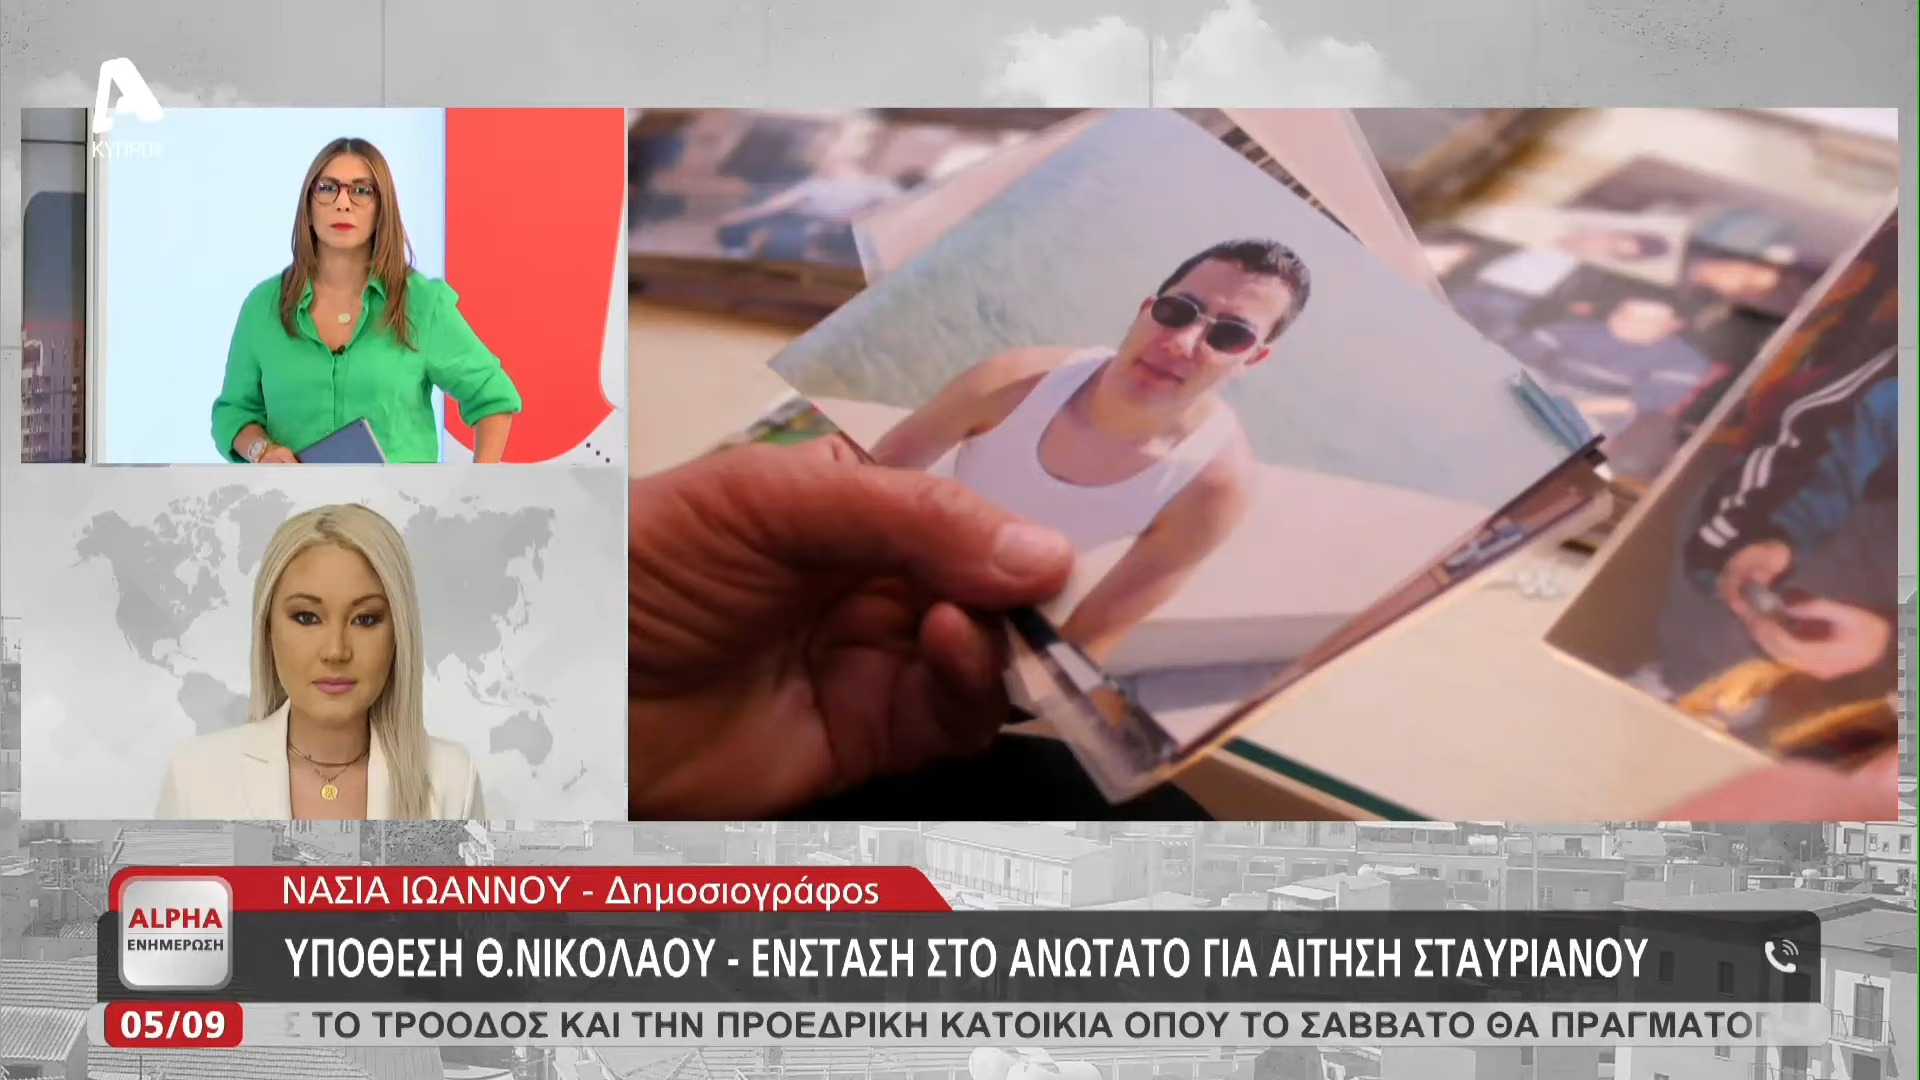 ΚΥΠΡΟΥ
ΝΑΣΙΑ ΙΩΑΝΝΟΥ - Δημοσιογράφος
ALPHA
ΕΝΗΜΕΡΩΣΗ
ΥΠΟΘΕΣΗ Θ.ΝΙΚΟΛΑΟΥ - ΕΝΣΤΑΣΗ ΣΤΟ ΑΝΩΤΑΤΟ ΓΙΑ ΑΙΤΗΣΗ ΣΤΑΥΡΙΑΝΟΥ
05/09 Σ ΤΟ ΤΡΟΟΔΟΣ ΚΑΙ ΤΗΝ ΠΡΟΕΔΡΙΚΗ ΚΑΤΟΙΚΙΑ ΟΠΟΥ ΤΟ ΣΑΒΒΑΤΟ ΘΑ ΠΡΑΓΜΑΤΟΠ